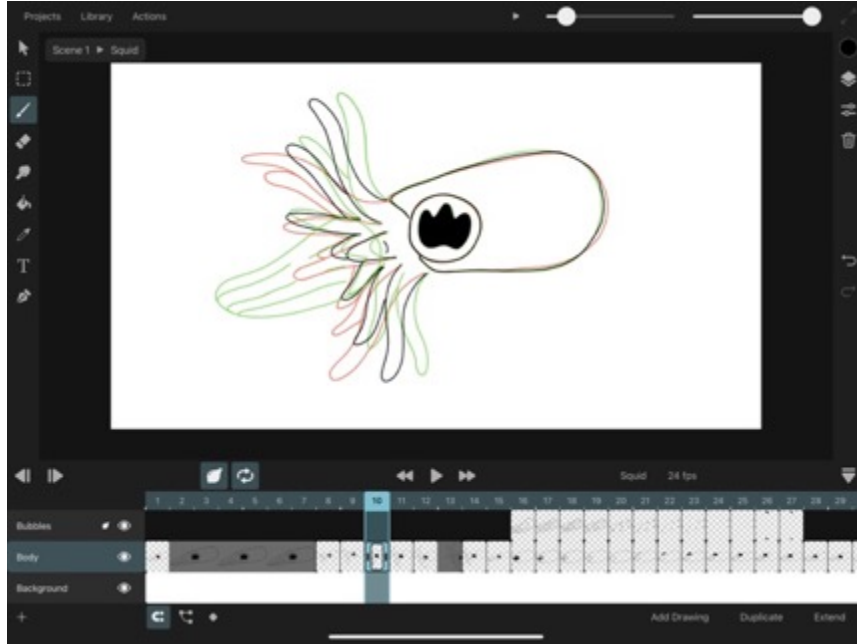 Projects Library Actions
Scene 1 ▶ Squid
T
Squid 24 fps
1 2 3 4 5 6 7 8 9 10 11 12 13 14 15 16 17 18 19 20 21 22 23 24 25 26 27 28 29
Bubbles
Body
Background
+ Add Drawing Duplicate Extend